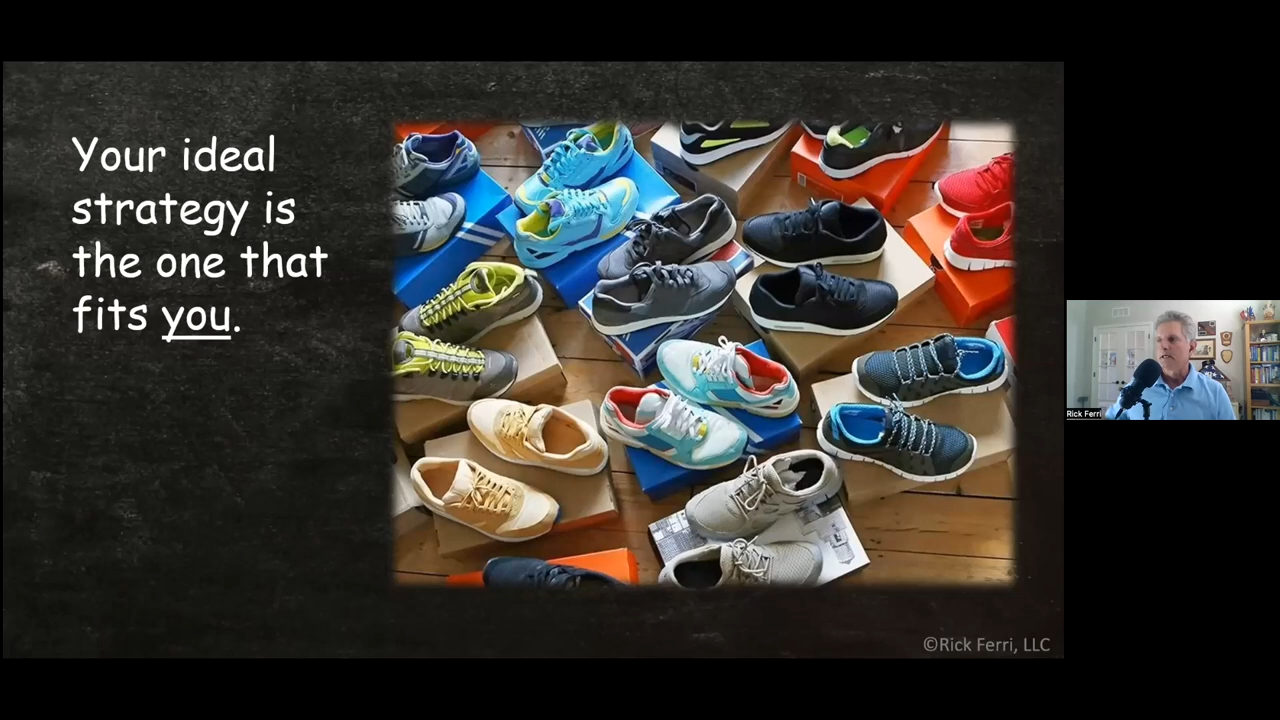 Your ideal
strategy is
the one that
fits you.
©Rick Ferri, LLC
Rick Ferri